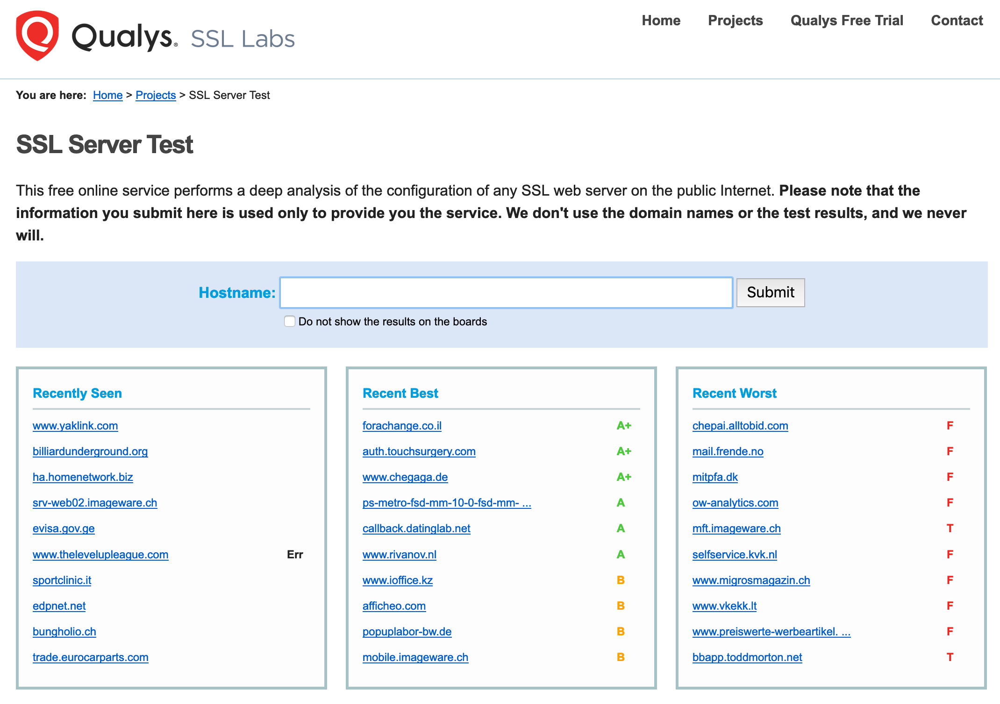 Qualys® SSL Labs
Home Projects Qualys Free Trial Contact
You are here: Home > Projects > SSL Server Test
SSL Server Test
This free online service performs a deep analysis of the configuration of any SSL web server on the public Internet. Please note that the
information you submit here is used only to provide you the service. We don't use the domain names or the test results, and we never
will.
Hostname: Submit
Do not show the results on the boards
Recently Seen
www.yaklink.com
billiardunderground.org
ha.homenetwork.biz
srv-web02.imageware.ch
evisa.gov.ge
www.thelevelupleague.com Err
sportclinic.it
edpnet.net
bungholio.ch
trade.eurocarparts.com
Recent Best
forachange.co.il A+
auth.touchsurgery.com A+
www.chegaga.de A+
ps-metro-fsd-mm-10-0-fsd-mm- ... A
callback.datinglab.net A
www.rivanov.nl A
www.ioffice.kz B
afficheo.com B
popuplabor-bw.de B
mobile.imageware.ch B
Recent Worst
chepai.alltobid.com F
mail.frende.no F
mitpfa.dk F
ow-analytics.com F
mft.imageware.ch T
selfservice.kvk.nl F
www.migrosmagazin.ch F
www.vkekk.lt F
www.preiswerte-werbeartikel. ... F
bbapp.toddmorton.net T